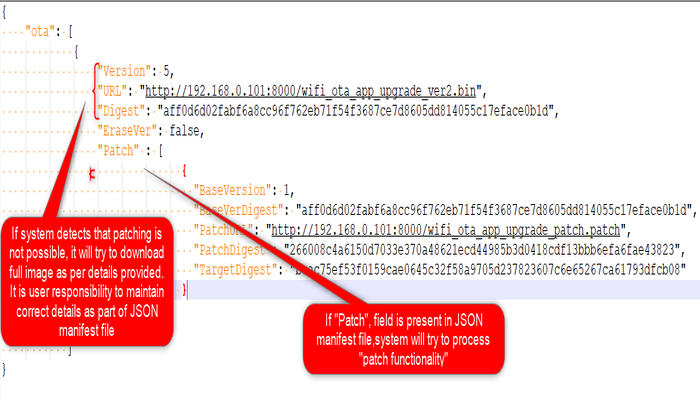 {
"ota": [
{
"Version": 5,
"URL": "http://192.168.0.101:8000/wifi_ota_app_upgrade_ver2.bin",
"Digest": "aff0d6d02fabf6a8cc96f762eb71f54f3687ce7d8605dd814055c17eface0b1d",
"EraseVer": false,
"Patch" : [
{
"BaseVersion": 1,
"BaseVerDigest": "aff0d6d02fabf6a8cc96f762eb71f54f3687ce7d8605dd814055c17eface0b1d",
"http://192.168.0.101:8000/wifi_ota_app_upgrade_patch.patch",
"PatchDigest": "266008c4a6150d7033e370a48621ecd44985b3d0418cdf13bbb6efa6fae43823",
"TargetDigest":
}
]
}
If system detects that patching is
not possible, it will try to download
full image as per details provided.
It is user responsibility to maintain
correct details as part of JSON
manifest file
If "Patch", field is present in JSON
manifest file,system will try to process
"patch functionality"